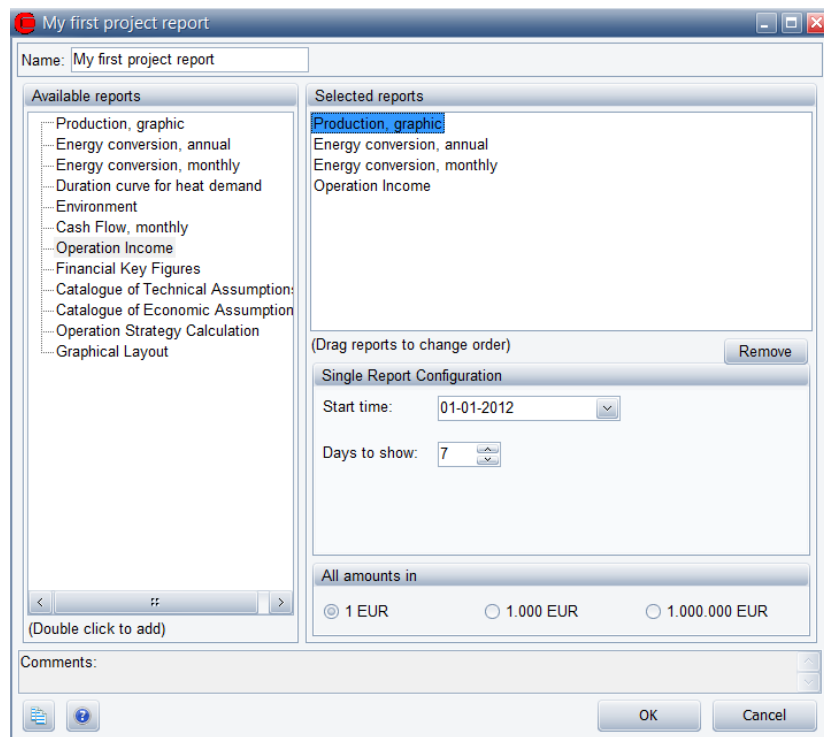 My first project report
Name: My first project report
Available reports
Production, graphic
Energy conversion, annual
Energy conversion, monthly
Duration curve for heat demand
Environment
Cash Flow, monthly
Operation Income
Financial Key Figures
Catalogue of Technical Assumption
Catalogue of Economic Assumption
Operation Strategy Calculation
Graphical Layout
(Double click to add)
Selected reports
Production, graphic
Energy conversion, annual
Energy conversion, monthly
Operation Income
(Drag reports to change order)
Remove
Single Report Configuration
Start time: 01-01-2012
Days to show: 7
All amounts in
1 EUR 1.000 EUR 1.000.000 EUR
Comments:
OK Cancel